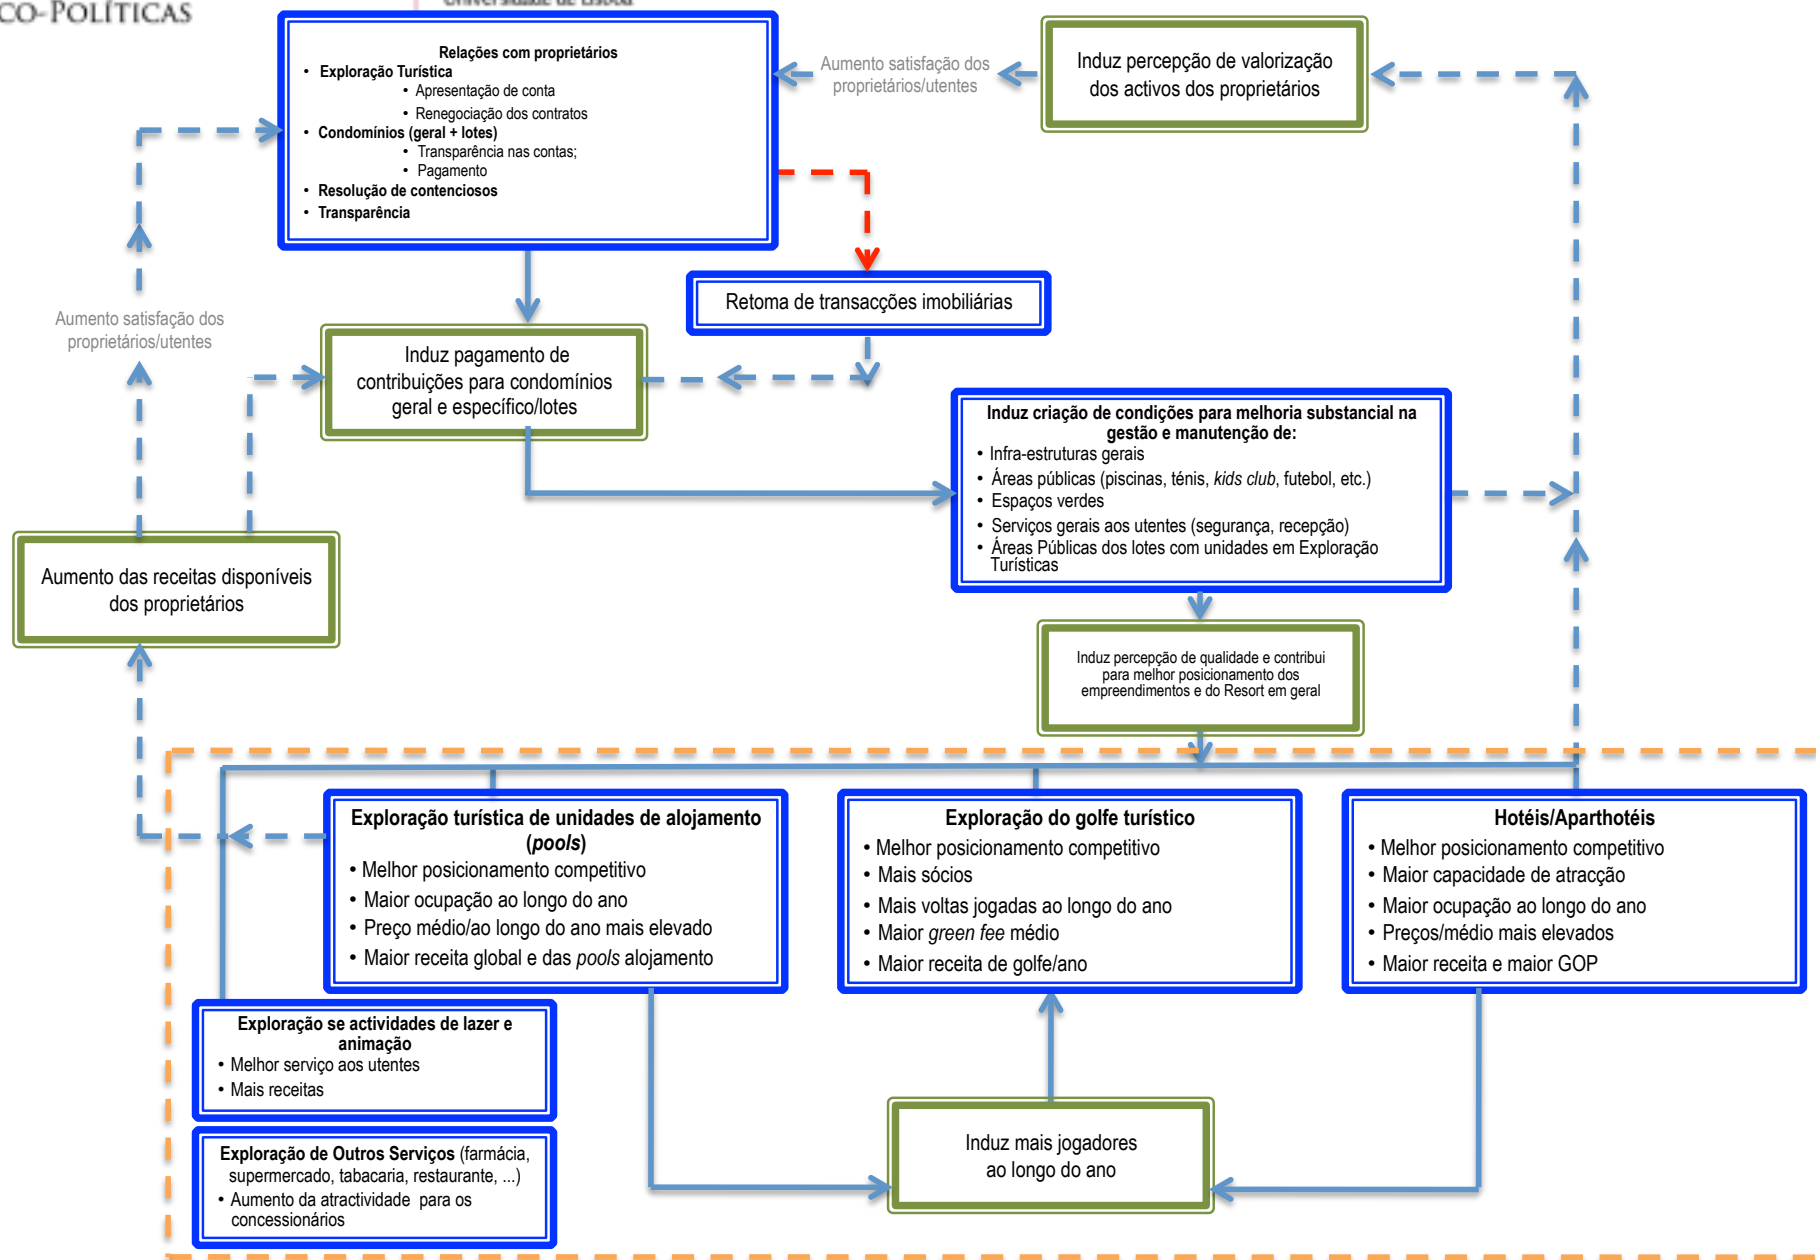 CO-POLÍTICAS
Universidade de Lisboa
Relações com proprietários
• Exploração Turística
• Apresentação de conta
• Renegociação dos contratos
• Condomínios (geral + lotes)
• Transparência nas contas;
• Pagamento
• Resolução de contenciosos
• Transparência
Aumento satisfação dos
proprietários/utentes
Induz percepção de valorização
dos activos dos proprietários
Retoma de transacções imobiliárias
Aumento satisfação dos
proprietários/utentes
Induz pagamento de
contribuições para condomínios
geral e específico/lotes
Induz criação de condições para melhoria substancial na
gestão e manutenção de:
• Infra-estruturas gerais
• Áreas públicas (piscinas, ténis, kids club, futebol, etc.)
• Espaços verdes
• Serviços gerais aos utentes (segurança, recepção)
• Áreas Públicas dos lotes com unidades em Exploração
Turísticas
Aumento das receitas disponíveis
dos proprietários
Induz percepção de qualidade e contribui
para melhor posicionamento dos
empreendimentos e do Resort em geral
Exploração turística de unidades de alojamento
(pools)
• Melhor posicionamento competitivo
• Maior ocupação ao longo do ano
• Preço médio/ao longo do ano mais elevado
• Maior receita global e das pools alojamento
Exploração do golfe turístico
• Melhor posicionamento competitivo
• Mais sócios
• Mais voltas jogadas ao longo do ano
• Maior green fee médio
• Maior receita de golfe/ano
Hotéis/Aparthotéis
• Melhor posicionamento competitivo
• Maior capacidade de atracção
• Maior ocupação ao longo do ano
• Preços/médio mais elevados
• Maior receita e maior GOP
Exploração se actividades de lazer e
animação
• Melhor serviço aos utentes
• Mais receitas
Exploração de Outros Serviços (farmácia,
supermercado, tabacaria, restaurante, ...)
• Aumento da atractividade para os
concessionários
Induz mais jogadores
ao longo do ano